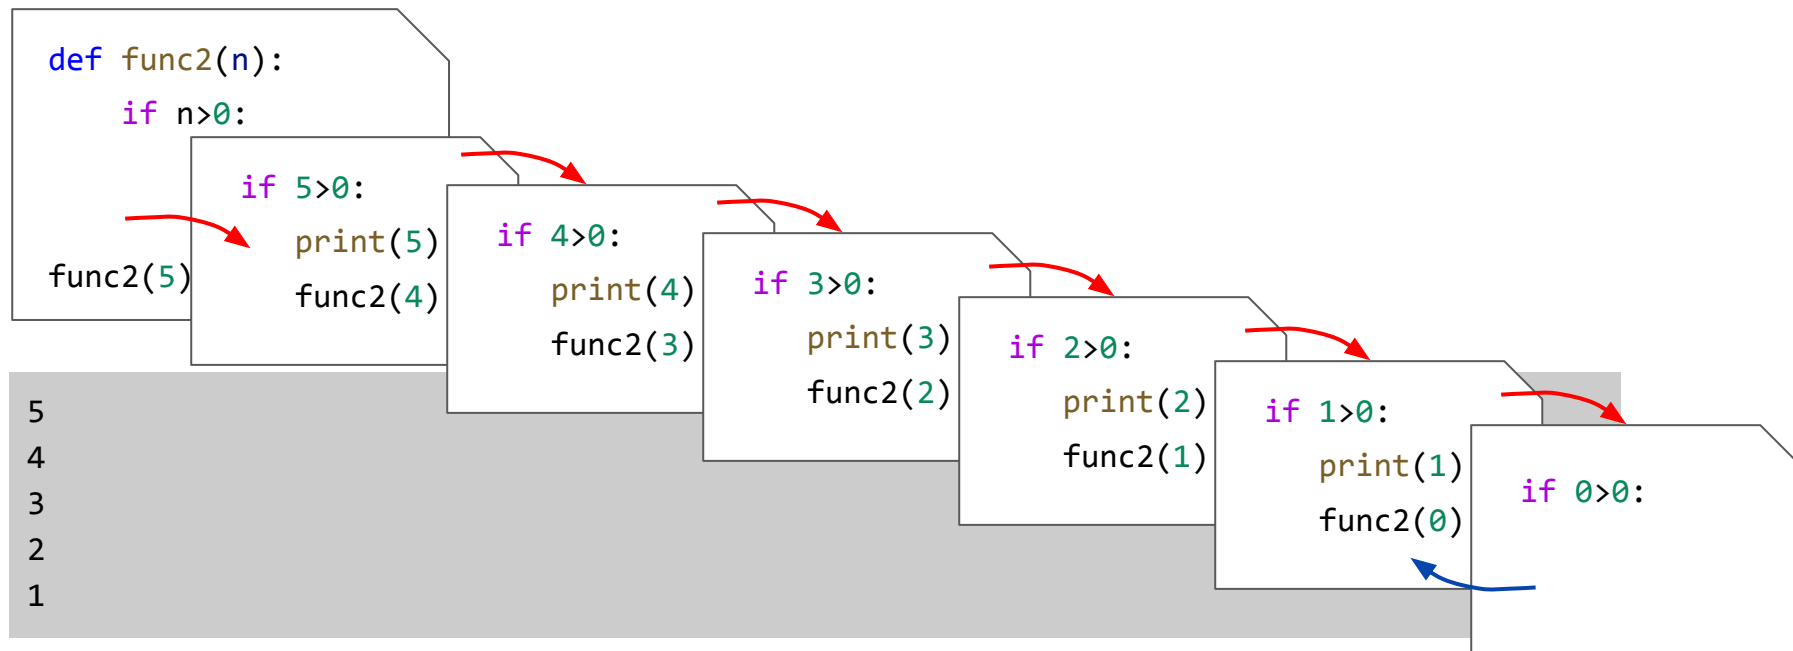 def func2(n):
if n>0:
func2(5)
if 5>0:
print(5)
func2(4)
if 4>0:
print(4)
func2(3)
if 3>0:
print(3)
func2(2)
if 2>0:
print(2)
func2(1)
if 1>0:
print(1)
func2(0)
if 0>0:
5
4
3
2
1